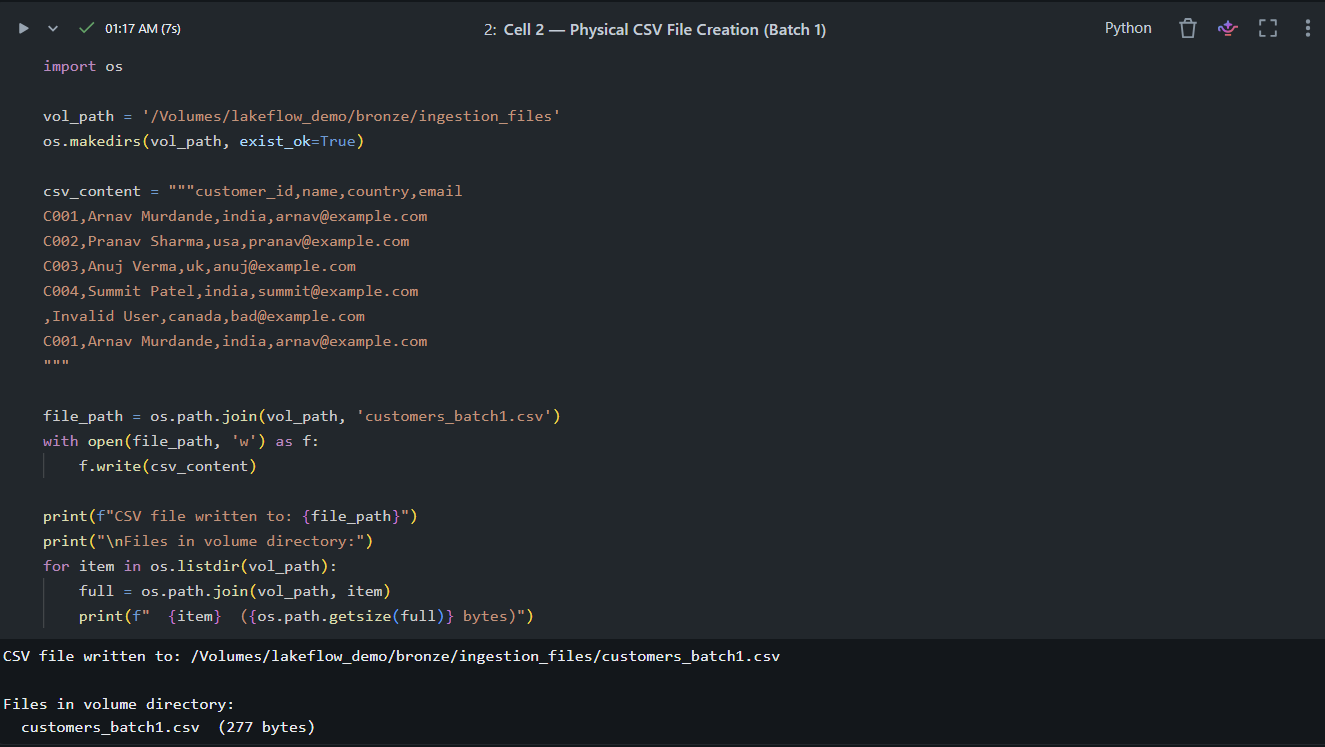 01:17 AM (7s)
2: Cell 2 — Physical CSV File Creation (Batch 1)
Python
import os
vol_path = '/Volumes/lakeflow_demo/bronze/ingestion_files'
os.makedirs(vol_path, exist_ok=True)
csv_content = """customer_id,name,country,email
C001,Arnav Murdande,india,arnav@example.com
C002,Pranav Sharma,usa,pranav@example.com
C003,Anuj Verma,uk,anuj@example.com
C004,Summit Patel,india,summit@example.com
,Invalid User,canada,bad@example.com
C001,Arnav Murdande,india,arnav@example.com
"""
file_path = os.path.join(vol_path, 'customers_batch1.csv')
with open(file_path, 'w') as f:
    f.write(csv_content)
print(f"CSV file written to: {file_path}")
print("\nFiles in volume directory:")
for item in os.listdir(vol_path):
    full = os.path.join(vol_path, item)
    print(f"  {item}  ({os.path.getsize(full)} bytes)")
CSV file written to: /Volumes/lakeflow_demo/bronze/ingestion_files/customers_batch1.csv
Files in volume directory:
  customers_batch1.csv  (277 bytes)